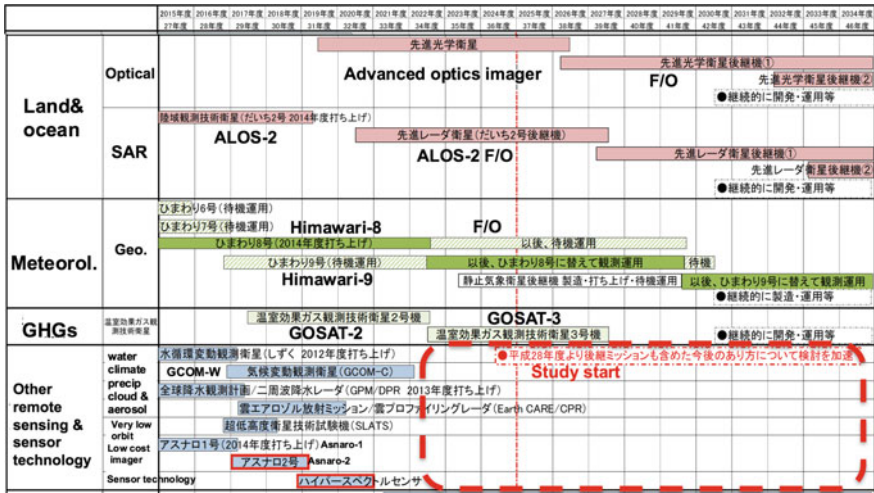 2015年度 2016年度 2017年度 2018年度 2019年度 2020年度 2021年度 2022年度 2023年度 2024年度 2025年度 2026年度 2027年度 2028年度 2029年度 2030年度 2031年度 2032年度 2033年度 2034年度
27年度 28年度 29年度 30年度 31年度 32年度 33年度 34年度 35年度 36年度 37年度 38年度 39年度 40年度 41年度 42年度 43年度 44年度 45年度 46年度
Land&
ocean
Optical
先進光学衛星
Advanced optics imager
先進光学衛星後継機①
F/O
先進光学衛星後継機②
●継続的に開発・運用等
SAR
陸域観測技術衛星(だいち2号 2014年度打ち上げ)
ALOS-2
先進レーダ衛星(だいち2号後継機)
ALOS-2 F/O
先進レーダ衛星後継機①
先進レーダ衛星後継機②
●継続的に開発・運用等
Meteorol.
Geo.
ひまわり6号(待機運用)
ひまわり7号(待機運用)
Himawari-8
F/O
ひまわり8号(2014年度打ち上げ)
以後、待機運用
ひまわり9号(待機運用)
以後、ひまわり8号に替えて観測運用
待機
Himawari-9
静止気象衛星後継機 製造・打上げ・待機運用
以後、ひまわり9号に替えて観測運用
●継続的に製造・運用等
GHGs
温室効果ガス観測技術衛星
温室効果ガス観測技術衛星2号機
GOSAT-2
GOSAT-3
温室効果ガス観測技術衛星3号機
●継続的に開発・運用等
Other
remote
sensing &
sensor
technology
water
climate
precip
cloud &
aerosol
水循環変動観測衛星(しずく 2012年度打ち上げ)
●平成28年度より後継ミッションも含めた今後のあり方について検討を加速
Study start
GCOM-W
気候変動観測衛星(GCOM-C)
全球降水観測計画/二周波降水レーダ(GPM/DPR 2013年度打ち上げ)
雲エアロゾル放射ミッション/雲プロファイリングレーダ(Earth CARE/CPR)
Very low
orbit
超低高度衛星技術試験機(SLATS)
Low cost
imager
アスナロ1号(2014年度打ち上げ) Asnaro-1
アスナロ2号 Asnaro-2
Sensor technology
ハイパースペクトルセンサ